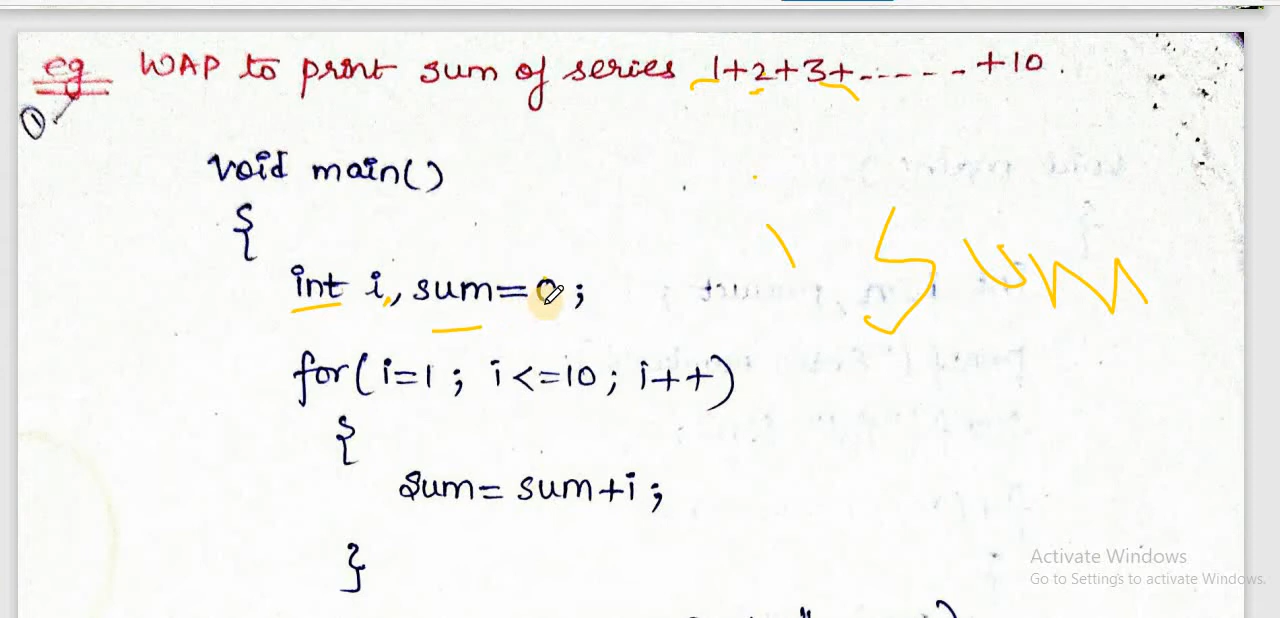 eg WAP to print sum of series 1+2+3+-----+10.
①
void main()
{
i sum
int i, sum=0;
for(i=1; i<=10; i++)
{
sum= sum+i;
}
Activate Windows
Go to Settings to activate Windows.